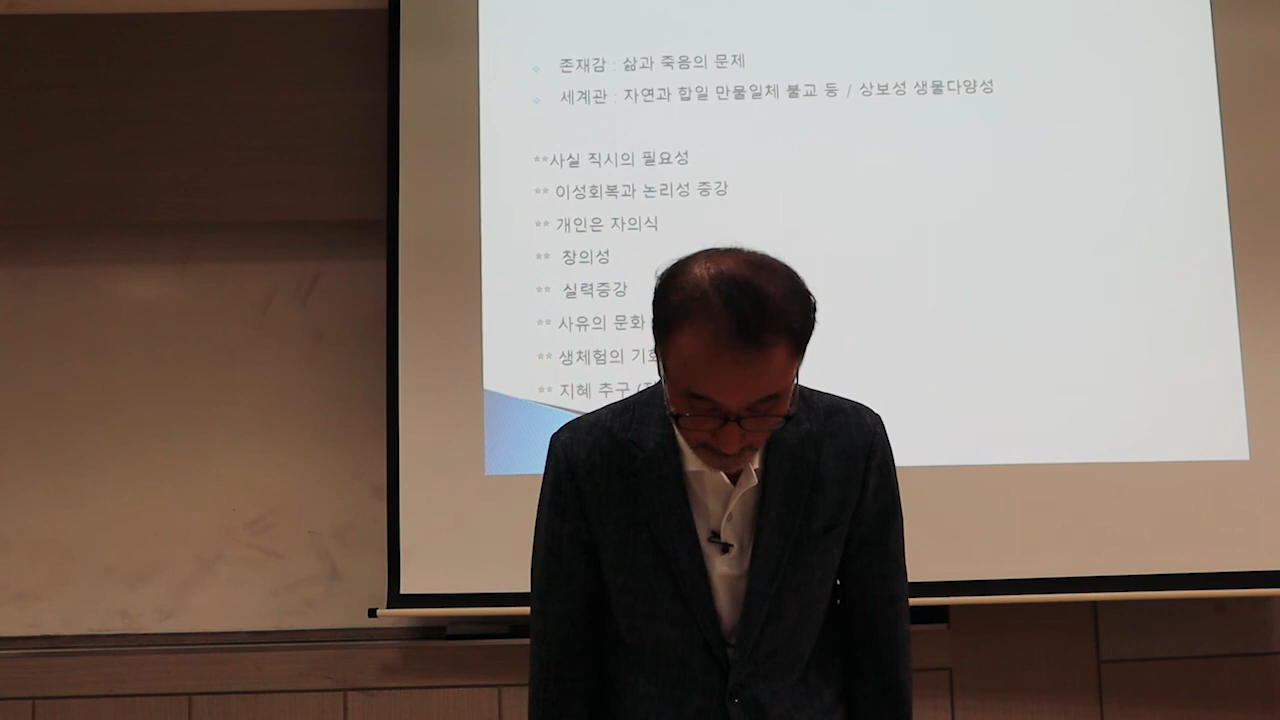 존재감 : 삶과 죽음의 문제
세계관 : 자연과 합일 만물일체 불교 등 / 상보성 생물다양성
**사실 직시의 필요성
** 이성회복과 논리성 증강
** 개인은 자의식
** 창의성
** 실력증강
** 사유의 문화
** 생체험의
** 지혜 추구